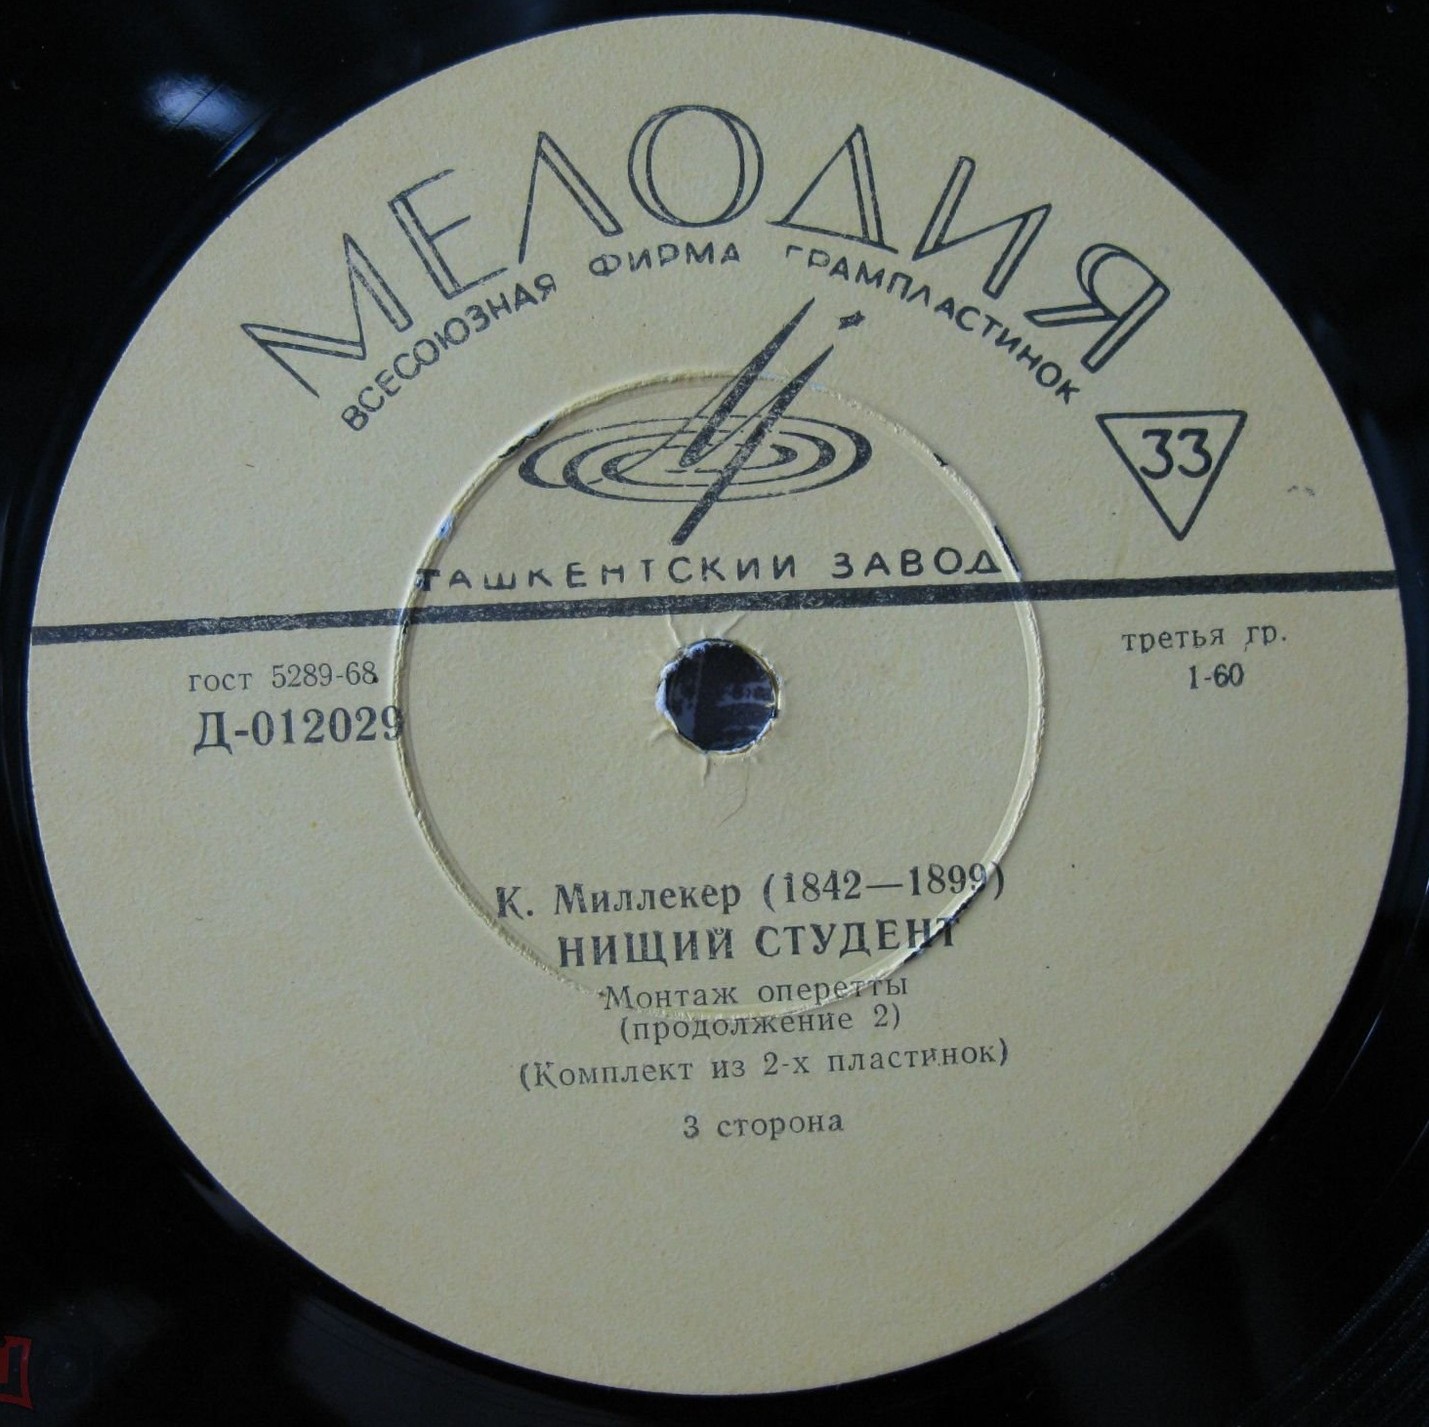 МЕЛОДИЯ
ВСЕСОЮЗНАЯ ФИРМА ГРАМПЛАСТИНОК
33
ТАШКЕНТСКИЙ ЗАВОД
гост 5289-68
третья гр.
Д-012029
1-60
К. Миллекер (1842—1899)
НИЩИЙ СТУДЕНТ
Монтаж оперетты
(продолжение 2)
(Комплект из 2-х пластинок)
3 сторона